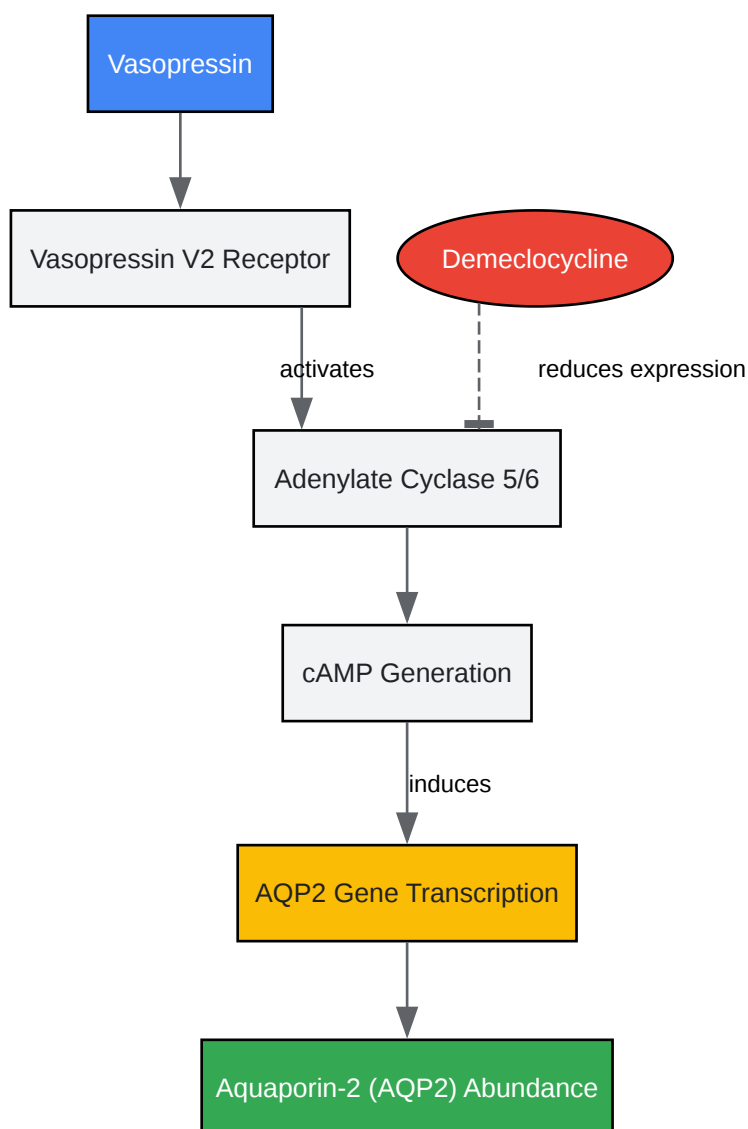 Vasopressin
Vasopressin V2 Receptor
Demeclocycline
activates
reduces expression
Adenylate Cyclase 5/6
cAMP Generation
induces
AQP2 Gene Transcription
Aquaporin-2 (AQP2) Abundance